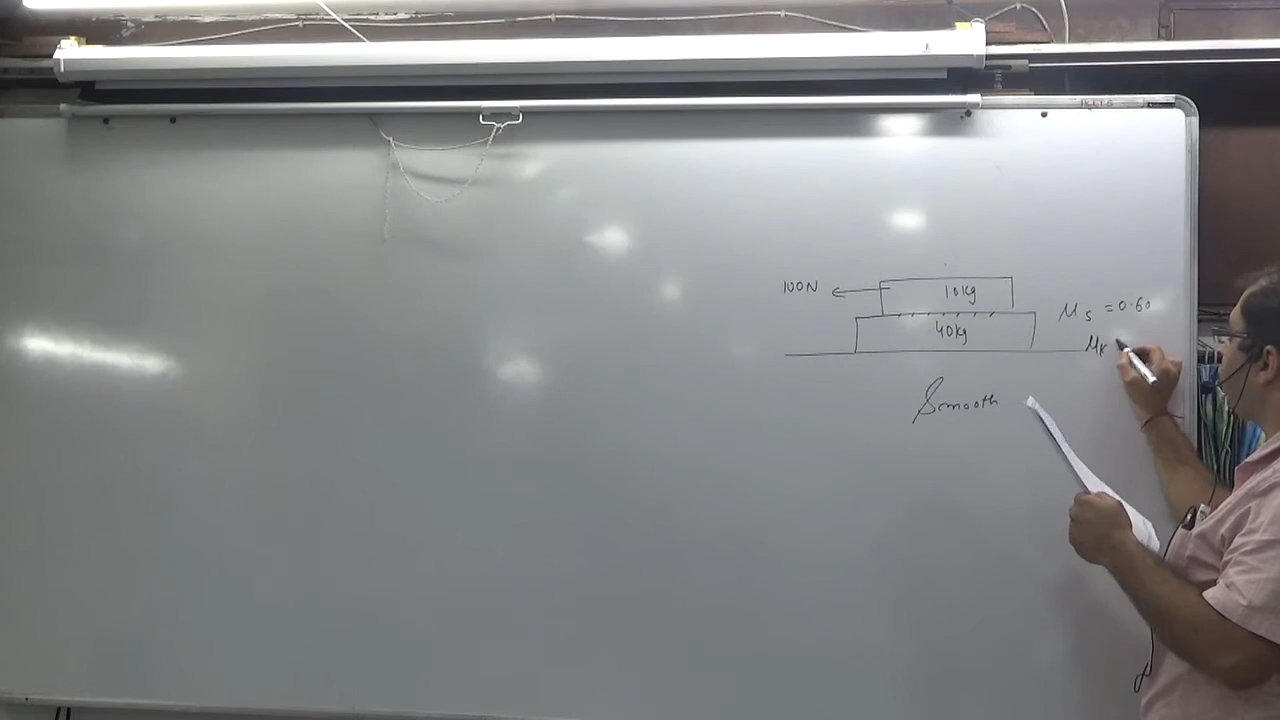 100N
10kg
40kg
μs = 0.60
μk
Smooth